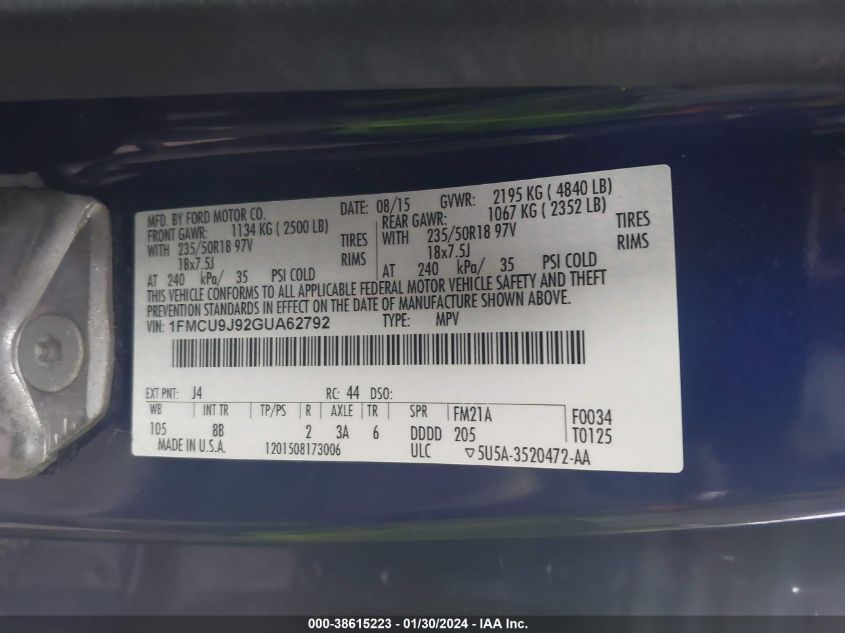 MFD. BY FORD MOTOR CO. DATE: 08/15 GVWR: 2195 KG ( 4840 LB)
FRONT GAWR: 1134 KG ( 2500 LB) REAR GAWR: 1067 KG ( 2352 LB)
WITH 235/50R18 97V TIRES WITH 235/50R18 97V TIRES
18x7.5J RIMS 18x7.5J RIMS
AT 240 kPa/ 35 PSI COLD AT 240 kPa/ 35 PSI COLD
THIS VEHICLE CONFORMS TO ALL APPLICABLE FEDERAL MOTOR VEHICLE SAFETY AND THEFT
PREVENTION STANDARDS IN EFFECT ON THE DATE OF MANUFACTURE SHOWN ABOVE.
VIN: 1FMCU9J92GUA62792 TYPE: MPV
EXT PNT: J4 RC: 44 DSO:
WB INT TR TP/PS R AXLE TR SPR FM21A F0034
105 8B 2 3A 6 DDDD 205 T0125
MADE IN U.S.A. 1201508173006 ULC ▽5U5A-3520472-AA
000-38615223 - 01/30/2024 - IAA Inc.